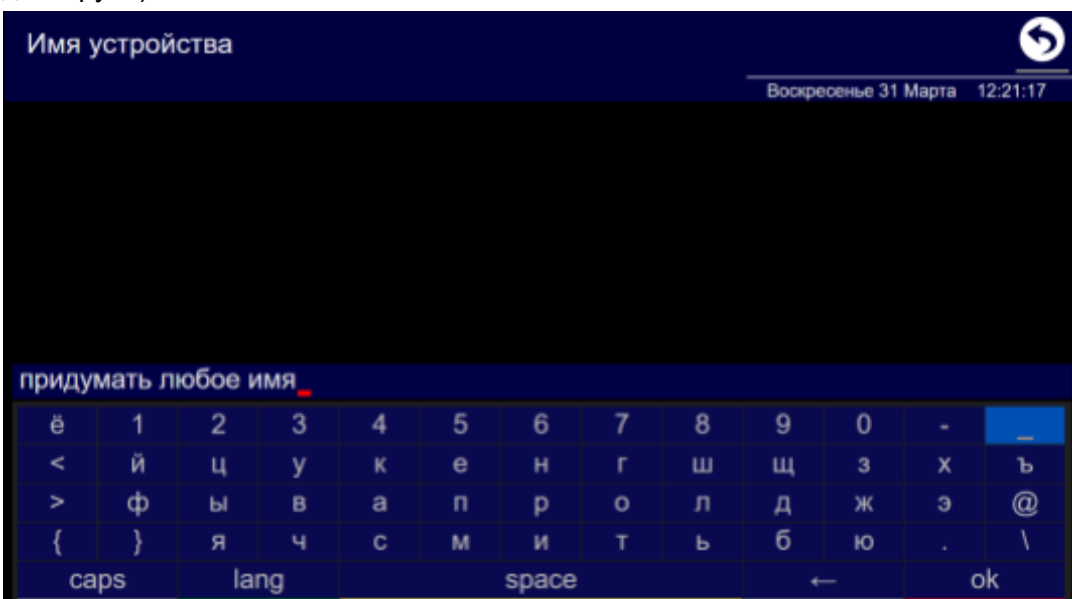 Имя устройства
Воскресенье 31 Марта 12:21:17
придумать любое имя_
ё 1 2 3 4 5 6 7 8 9 0 - _
< й ц у к е н г ш щ з х ъ
> ф ы в а п р о л д ж э @
{ } я ч с м и т ь б ю . \
caps lang space ← ok